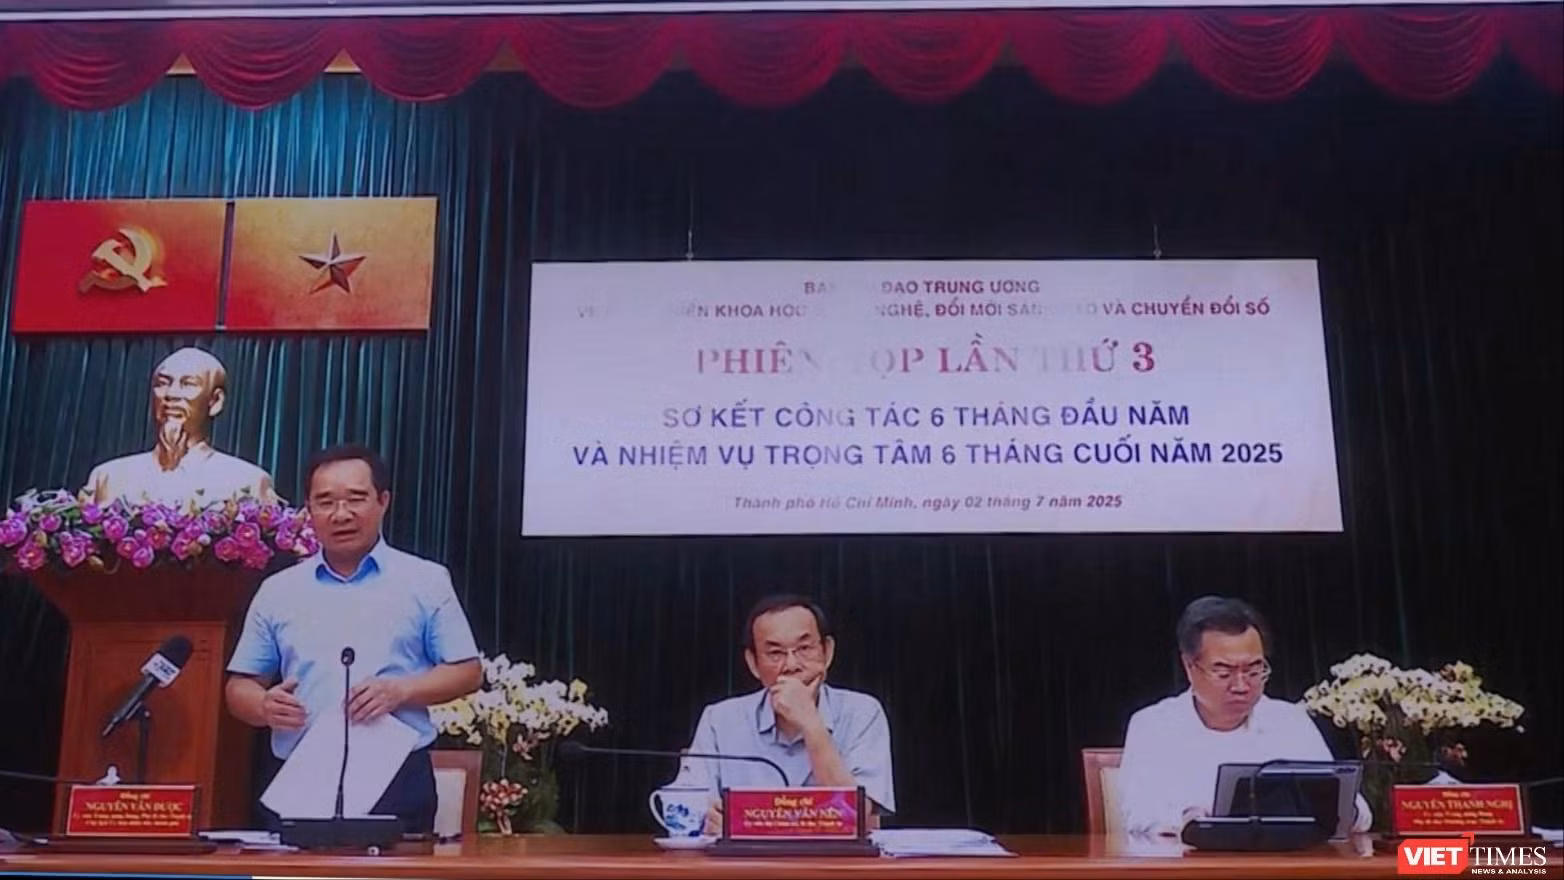 ĐẠO TRUNG ƯƠNG
KHOA HỌC NGHỆ, ĐỔI MỚI VÀ CHUYỂN ĐỔI SỐ
PHIÊN HỌP LẦN THỨ 3
SƠ KẾT CÔNG TÁC 6 THÁNG ĐẦU NĂM
VÀ NHIỆM VỤ TRỌNG TÂM 6 THÁNG CUỐI NĂM 2025
Thành phố Hồ Chí Minh, ngày 02 tháng 7 năm 2025
Đồng chí
NGUYỄN VĂN ĐƯỢC
Đồng chí
NGUYỄN VĂN NÊN
Đồng chí
NGUYỄN THANH NGHỊ
VIETTIMES
NEWS & ANALYSIS